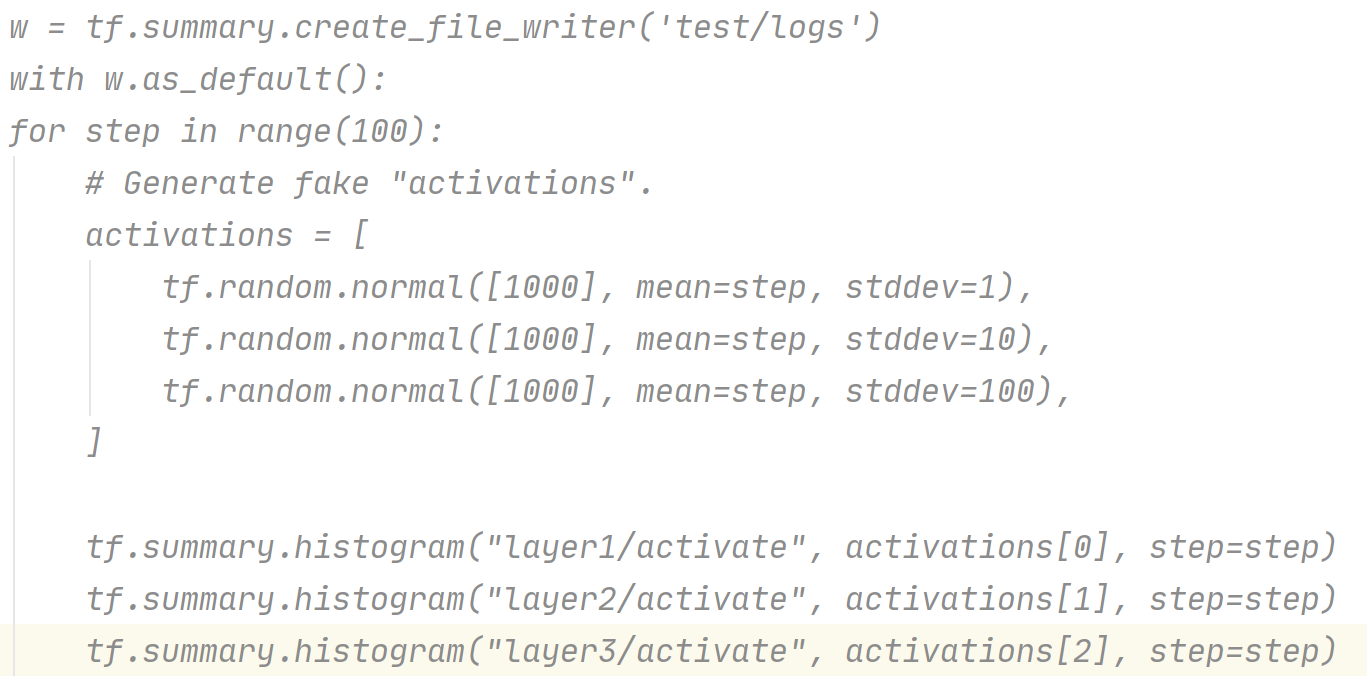 w = tf.summary.create_file_writer('test/logs')
with w.as_default():
for step in range(100):
    # Generate fake "activations".
    activations = [
        tf.random.normal([1000], mean=step, stddev=1),
        tf.random.normal([1000], mean=step, stddev=10),
        tf.random.normal([1000], mean=step, stddev=100),
    ]

    tf.summary.histogram("layer1/activate", activations[0], step=step)
    tf.summary.histogram("layer2/activate", activations[1], step=step)
    tf.summary.histogram("layer3/activate", activations[2], step=step)